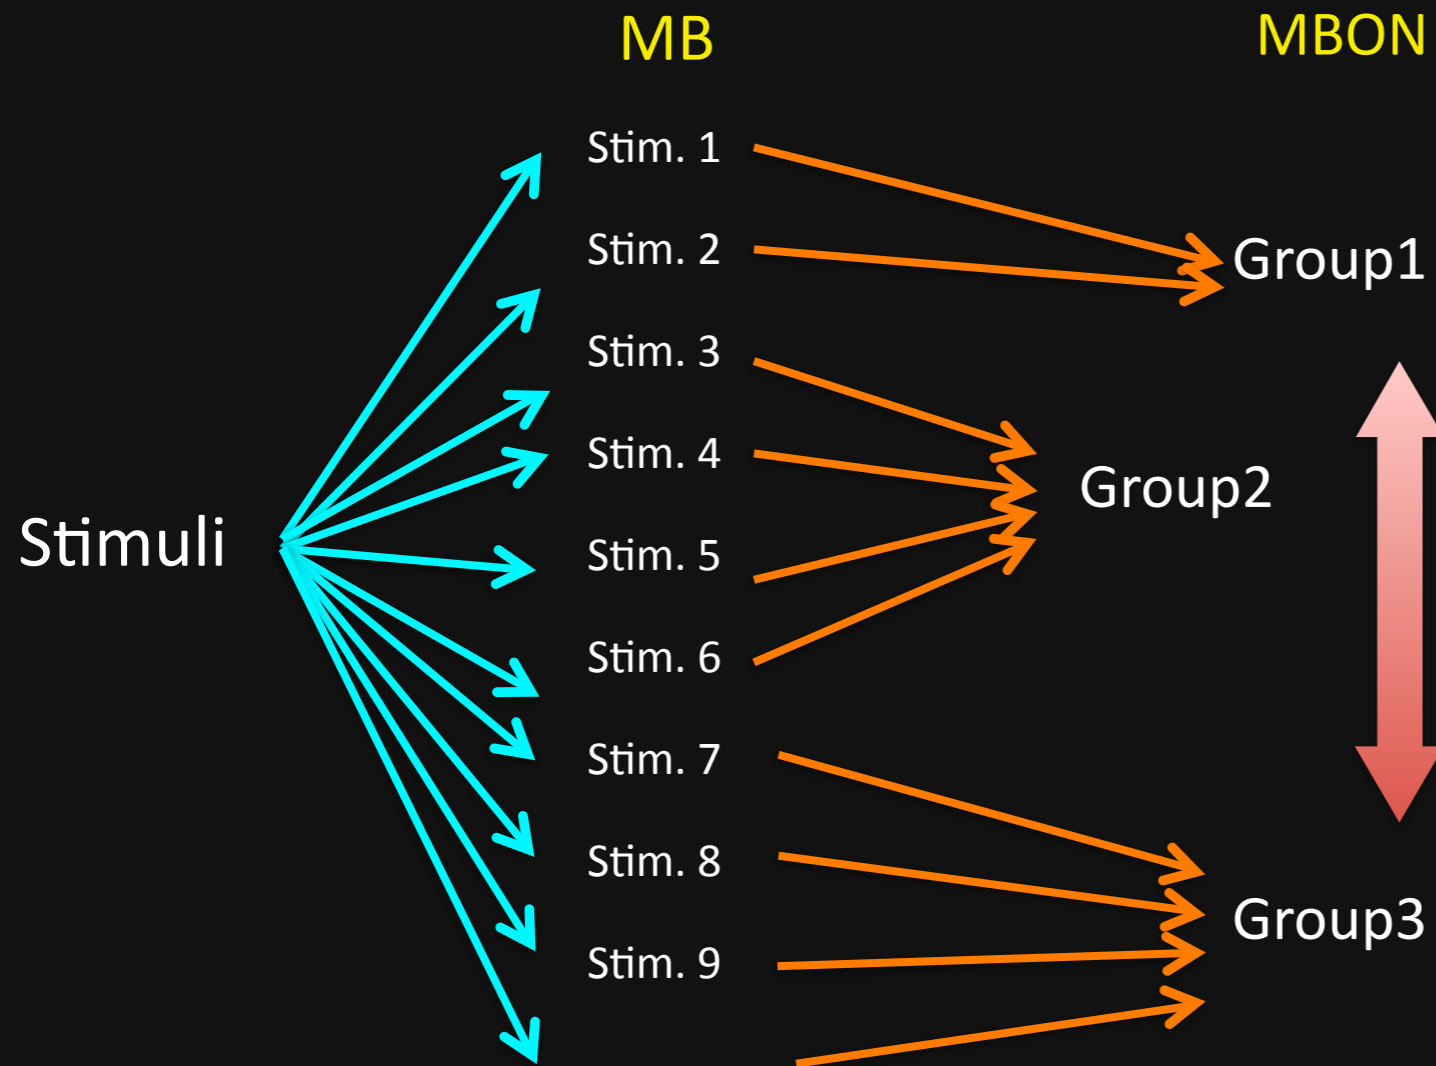 MB
MBON
Stim. 1
Stim. 2
Group1
Stim. 3
Stim. 4
Group2
Stimuli
Stim. 5
Stim. 6
Stim. 7
Stim. 8
Group3
Stim. 9